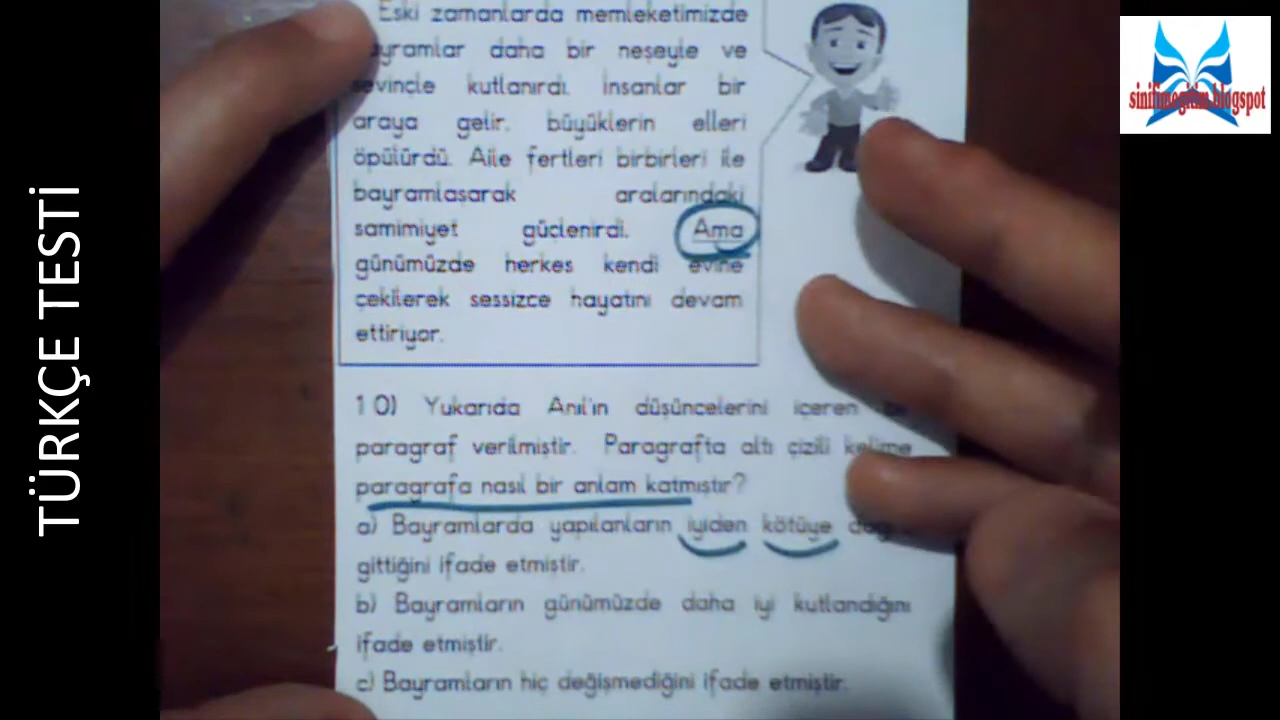 TÜRKÇE TESTİ
sinifimegitim.blogspot
Eski zamanlarda memleketimizde
bayramlar daha bir neşeyle ve
sevinçle kutlanırdı. İnsanlar bir
araya gelir, büyüklerin elleri
öpülürdü. Aile fertleri birbirleri ile
bayramlaşarak aralarındaki
samimiyet güçlenirdi. Ama
günümüzde herkes kendi evine
çekilerek sessizce hayatını devam
ettiriyor.
10) Yukarıda Anıl'ın düşüncelerini içeren
paragraf verilmiştir. Paragrafta altı çizili kelime
paragrafa nasıl bir anlam katmıştır?
a) Bayramlarda yapılanların iyiden kötüye
gittiğini ifade etmiştir.
b) Bayramların günümüzde daha iyi kutlandığını
ifade etmiştir.
c) Bayramların hiç değişmediğini ifade etmiştir.